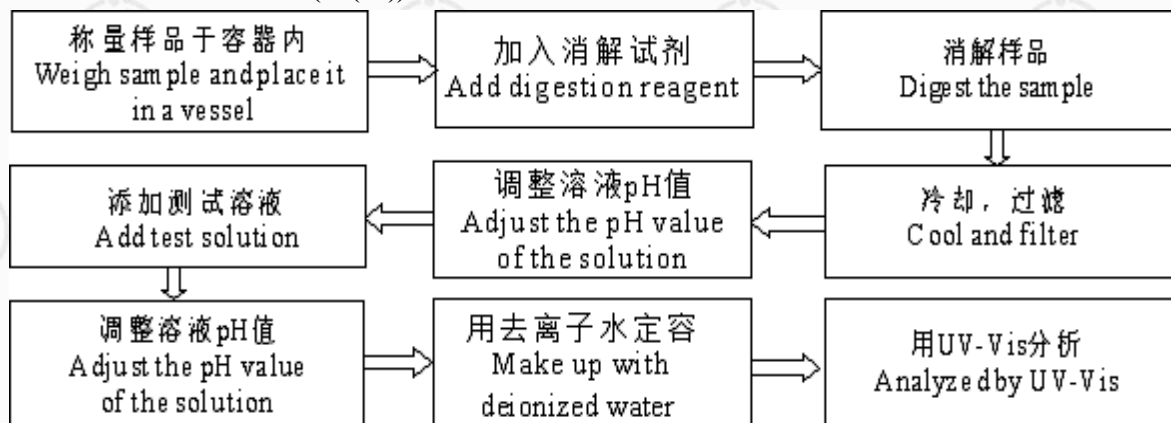 称量样品于容器内
Weigh sample and place it
in a vessel
加入消解试剂
Add digestion reagent
消解样品
Digest the sample
冷却，过滤
Cool and filter
调整溶液pH值
Adjust the pH value
of the solution
添加测试溶液
Add test solution
调整溶液pH值
Adjust the pH value
of the solution
用去离子水定容
Make up with
deionized water
用UV-Vis分析
Analyzed by UV-Vis